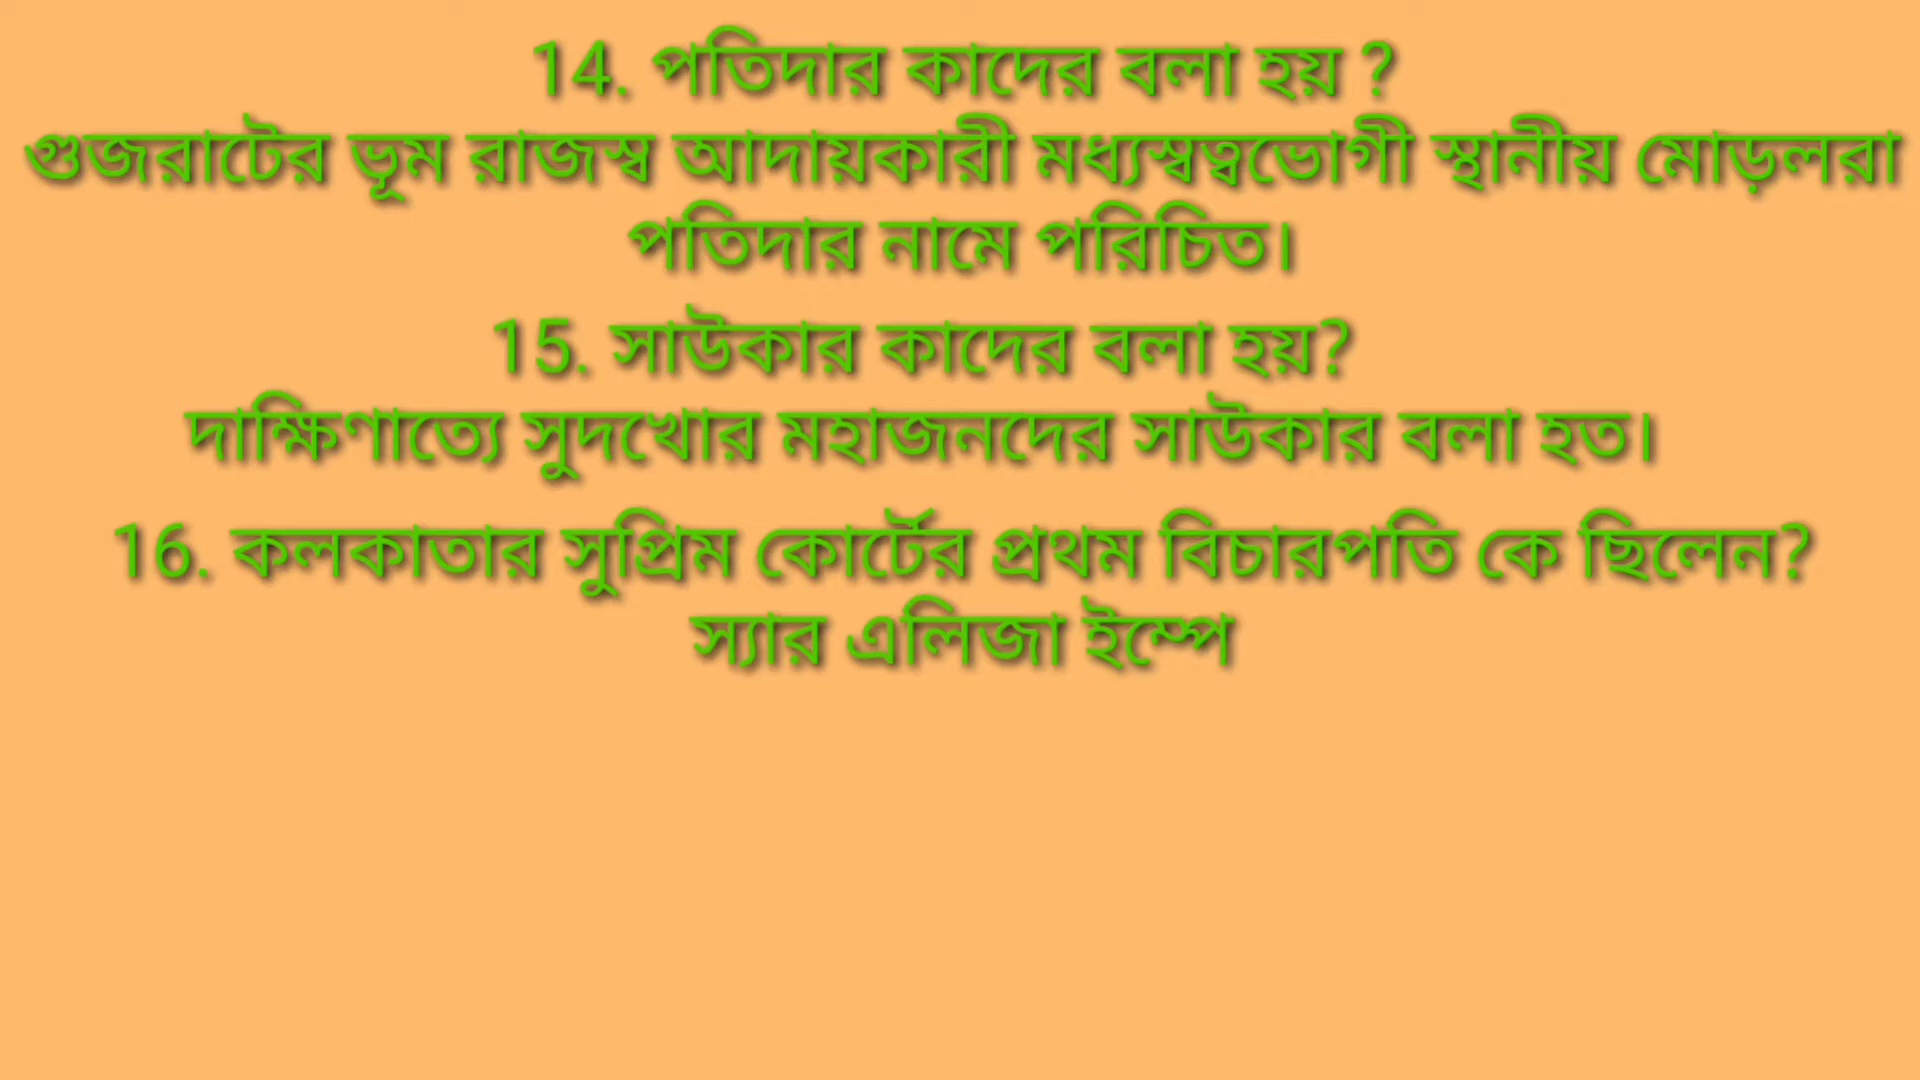 14. পতিদার কাদের বলা হয় ?
গুজরাটের ভূম রাজস্ব আদায়কারী মধ্যস্বত্বভোগী স্থানীয় মোড়লরা
পতিদার নামে পরিচিত।
15. সাউকার কাদের বলা হয়?
দাক্ষিণাত্যে সুদখোর মহাজনদের সাউকার বলা হত।
16. কলকাতার সুপ্রিম কোর্টের প্রথম বিচারপতি কে ছিলেন?
স্যার এলিজা ইম্পে